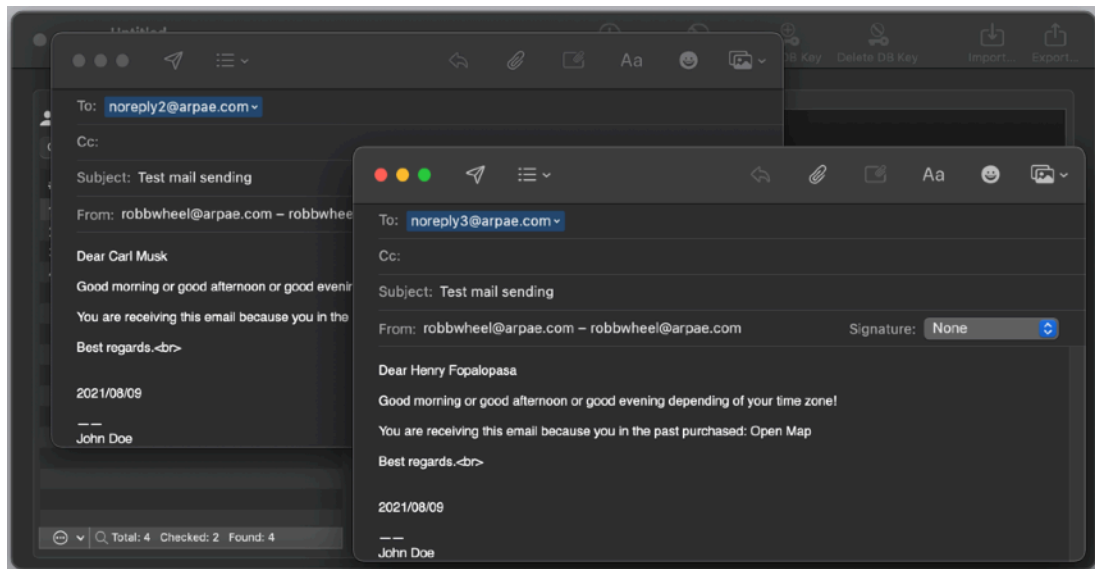 Untitled
DB Key
Delete DB Key
Import...
Export...
Aa
To: noreply2@arpae.com
Cc:
Subject: Test mail sending
From: robbwheel@arpae.com – robbwhee
Dear Carl Musk
Good morning or good afternoon or good evenin
You are receiving this email because you in the
Best regards.<br>
2021/08/09
——
John Doe
Aa
To: noreply3@arpae.com
Cc:
Subject: Test mail sending
From: robbwheel@arpae.com – robbwheel@arpae.com
Signature: None
Dear Henry Fopalopasa
Good morning or good afternoon or good evening depending of your time zone!
You are receiving this email because you in the past purchased: Open Map
Best regards.<br>
2021/08/09
——
John Doe
Total: 4 Checked: 2 Found: 4